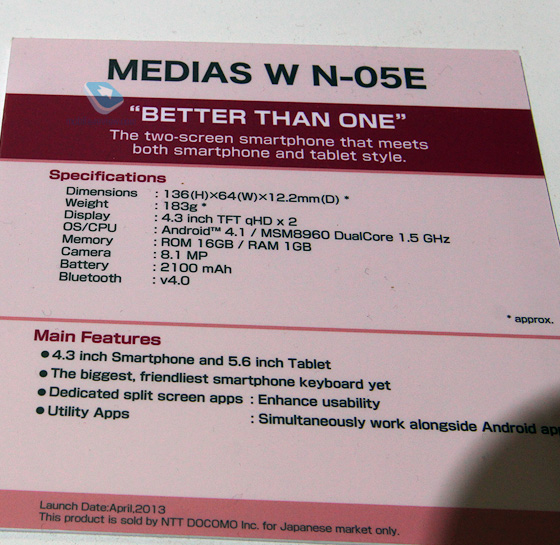 MEDIAS W N-05E
“BETTER THAN ONE”
The two-screen smartphone that meets
both smartphone and tablet style.
Specifications
Dimensions : 136(H)×64(W)×12.2mm(D) *
Weight : 183g *
Display : 4.3 inch TFT qHD x 2
OS/CPU : Android™ 4.1 / MSM8960 DualCore 1.5 GHz
Memory : ROM 16GB / RAM 1GB
Camera : 8.1 MP
Battery : 2100 mAh
Bluetooth : v4.0
* approx.
Main Features
● 4.3 inch Smartphone and 5.6 inch Tablet
● The biggest, friendliest smartphone keyboard yet
● Dedicated split screen apps : Enhance usability
● Utility Apps : Simultaneously work alongside Android
Launch Date:April,2013
This product is sold by NTT DOCOMO Inc. for Japanese market only.